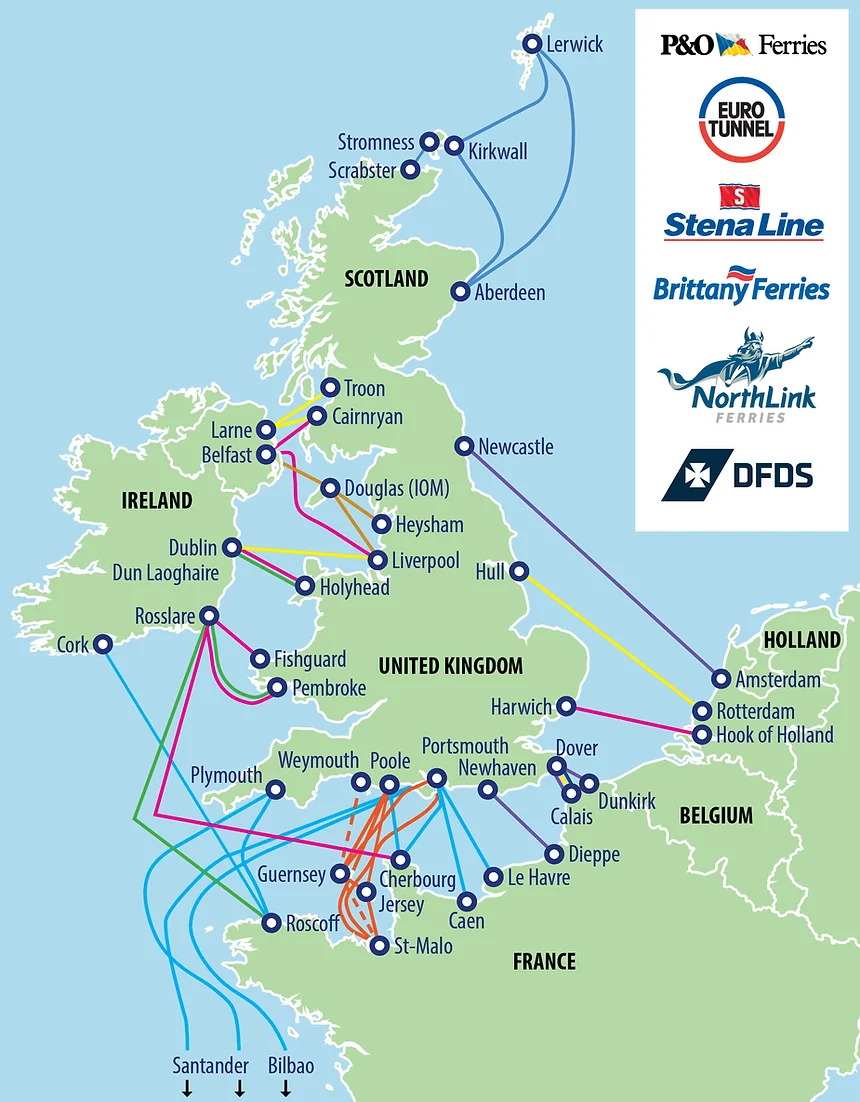 P&O Ferries
EURO
TUNNEL
S
Stena Line
Brittany Ferries
NorthLink
FERRIES
DFDS
Lerwick
Stromness
Kirkwall
Scrabster
SCOTLAND
Aberdeen
Troon
Cairnryan
Larne
Belfast
Newcastle
Douglas (IOM)
IRELAND
Heysham
Dublin
Liverpool
Dun Laoghaire
Hull
Holyhead
Rosslare
Cork
HOLLAND
Fishguard
UNITED KINGDOM
Pembroke
Amsterdam
Harwich
Rotterdam
Hook of Holland
Weymouth
Poole
Portsmouth
Dover
Plymouth
Newhaven
Dunkirk
Calais
BELGIUM
Dieppe
Guernsey
Cherbourg
Le Havre
Jersey
Caen
Roscoff
St-Malo
FRANCE
Santander
Bilbao